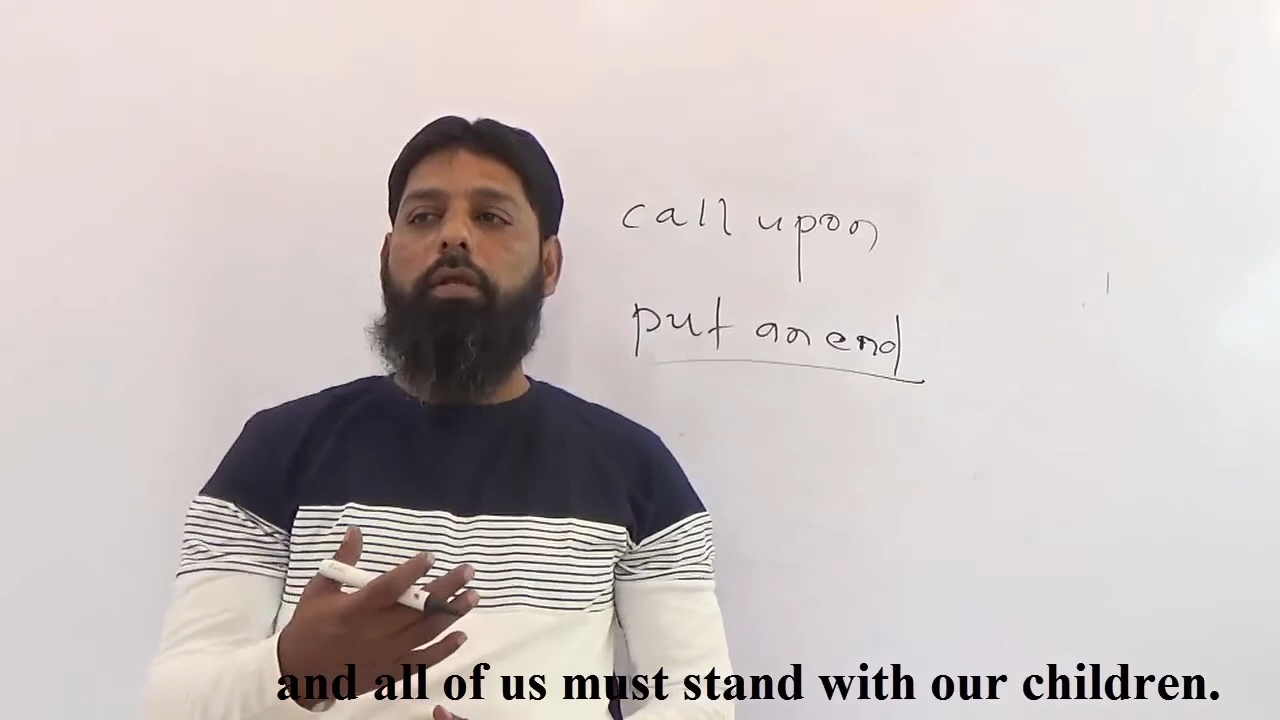 call upon
put an end
and all of us must stand with our children.